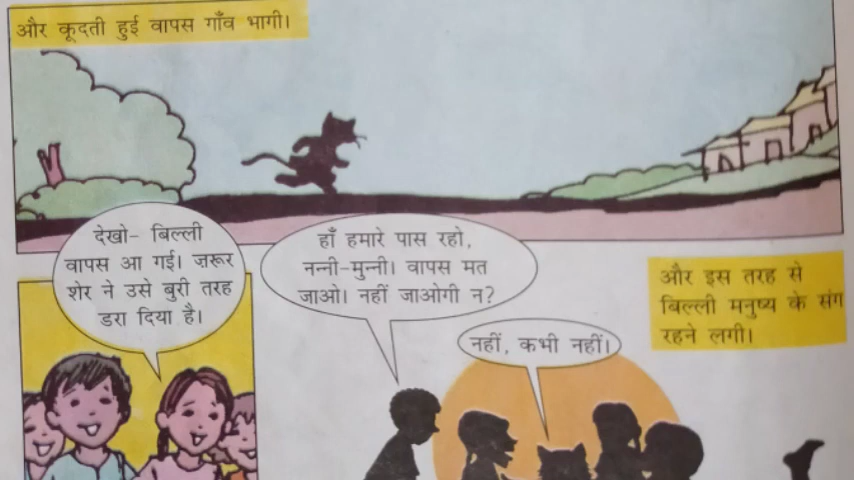 और कूदती हुई वापस गाँव भागी।
देखो- बिल्ली
वापस आ गई। ज़रूर
शेर ने उसे बुरी तरह
डरा दिया है।
हाँ हमारे पास रहो,
नन्नी-मुन्नी। वापस मत
जाओ। नहीं जाओगी न?
नहीं, कभी नहीं।
और इस तरह से
बिल्ली मनुष्य के संग
रहने लगी।